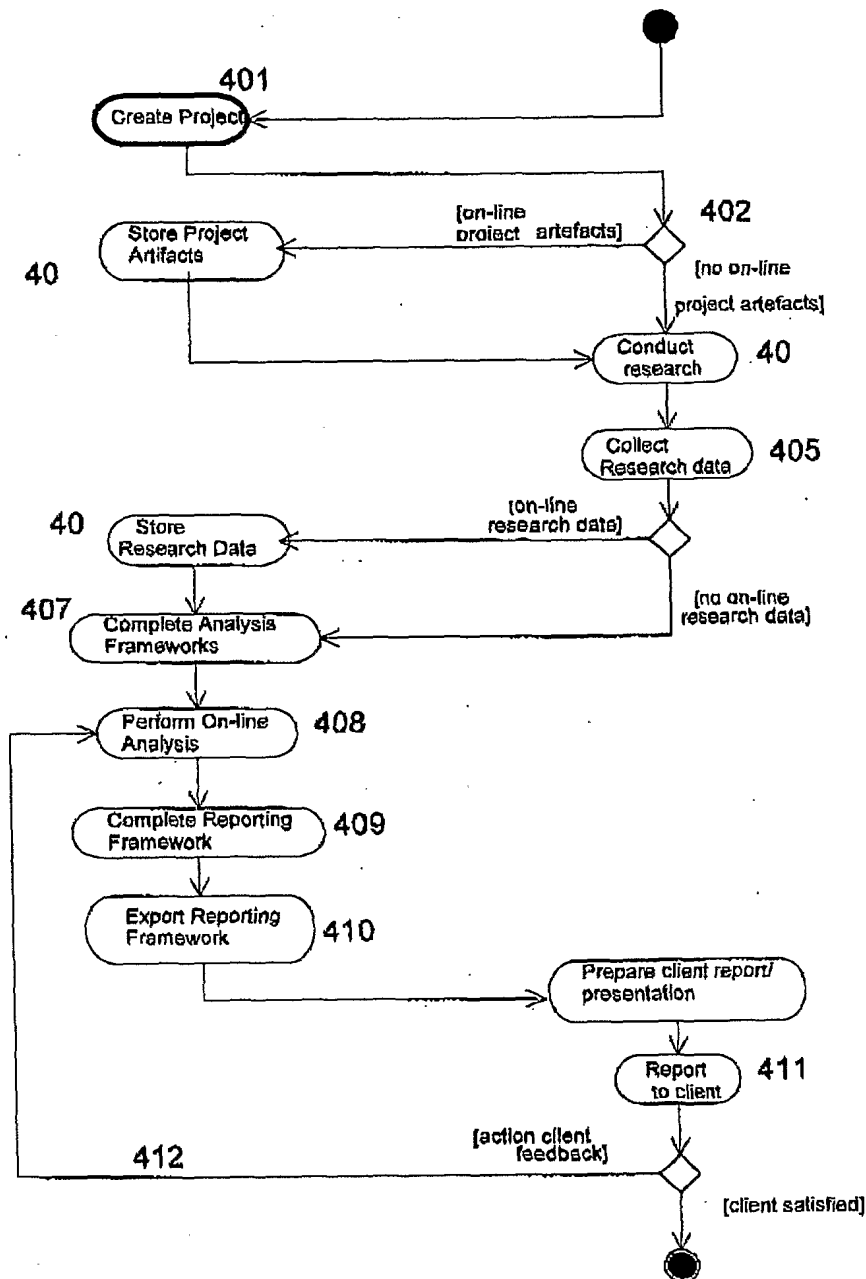 401
Create Project
402
[on-line
project artefacts]
Store Project
Artifacts
40
[no on-line
project artefacts]
Conduct
research
40
Collect
Research data
405
[on-line
research data]
40
Store
Research Data
[no on-line
research data]
407
Complete Analysis
Frameworks
Perform On-line
Analysis
408
Complete Reporting
Framework
409
Export Reporting
Framework
410
Prepare client report/
presentation
Report
to client
411
[action client
feedback]
412
[client satisfied]